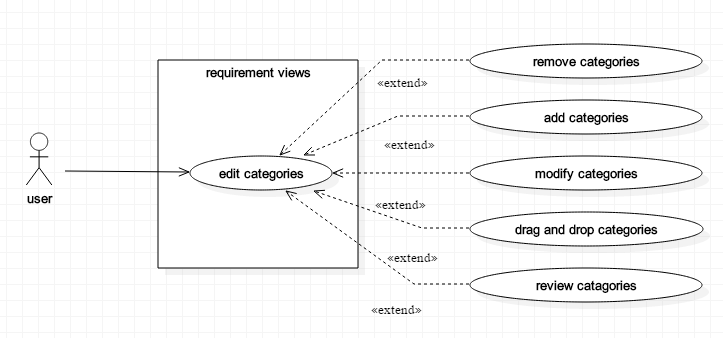 requirement views
remove categories
«extend»
add categories
«extend»
user
edit categories
modify categories
«extend»
drag and drop categories
«extend»
review catagories
«extend»